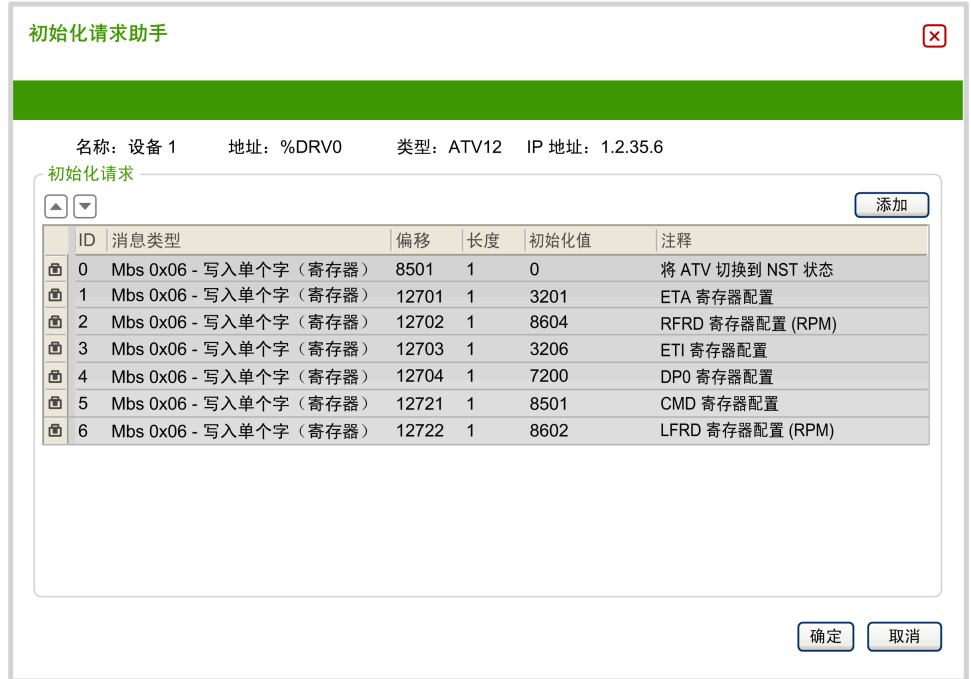 初始化请求助手
名称：设备 1 地址：%DRV0 类型：ATV12 IP 地址：1.2.35.6
初始化请求
添加
ID 消息类型 偏移 长度 初始化值 注释
0 Mbs 0x06 - 写入单个字（寄存器） 8501 1 0 将 ATV 切换到 NST 状态
1 Mbs 0x06 - 写入单个字（寄存器） 12701 1 3201 ETA 寄存器配置
2 Mbs 0x06 - 写入单个字（寄存器） 12702 1 8604 RFRD 寄存器配置 (RPM)
3 Mbs 0x06 - 写入单个字（寄存器） 12703 1 3206 ETI 寄存器配置
4 Mbs 0x06 - 写入单个字（寄存器） 12704 1 7200 DP0 寄存器配置
5 Mbs 0x06 - 写入单个字（寄存器） 12721 1 8501 CMD 寄存器配置
6 Mbs 0x06 - 写入单个字（寄存器） 12722 1 8602 LFRD 寄存器配置 (RPM)
确定 取消